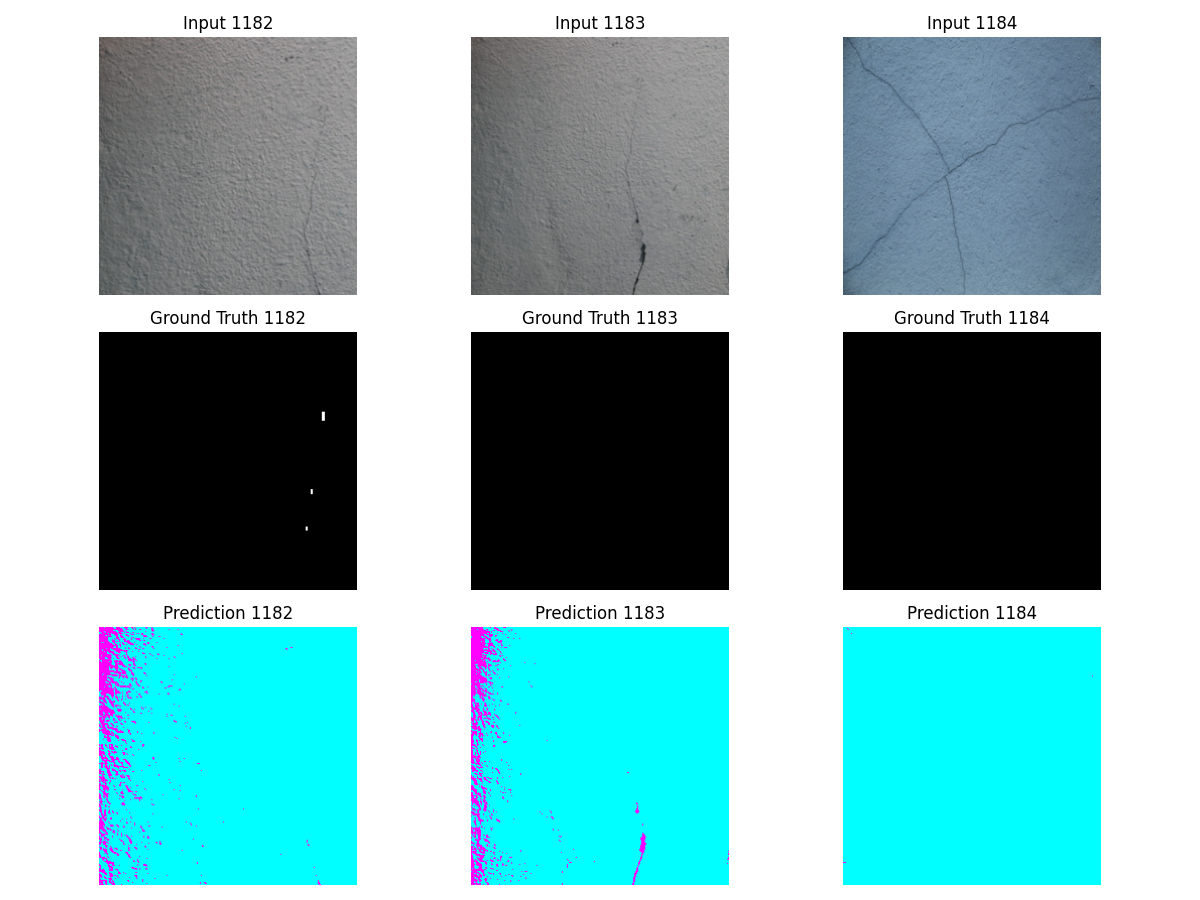 Input 1182
Input 1183
Input 1184
Ground Truth 1182
Ground Truth 1183
Ground Truth 1184
Prediction 1182
Prediction 1183
Prediction 1184